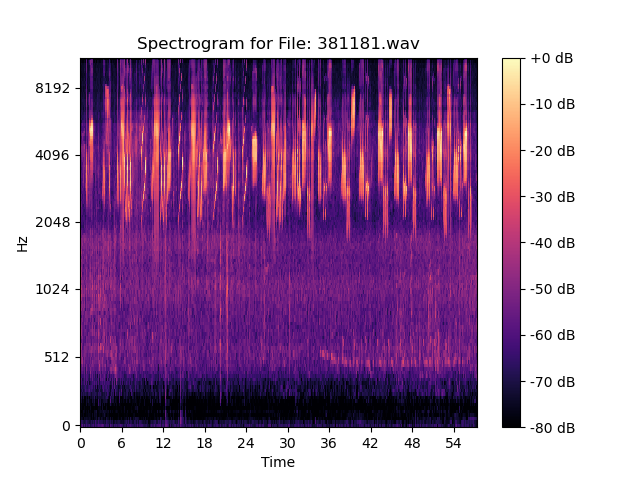 Spectrogram for File: 381181.wav
+0 dB
8192
-10 dB
4096
-20 dB
-30 dB
2048
Hz
-40 dB
1024
-50 dB
-60 dB
512
-70 dB
0
-80 dB
0 6 12 18 24 30 36 42 48 54
Time